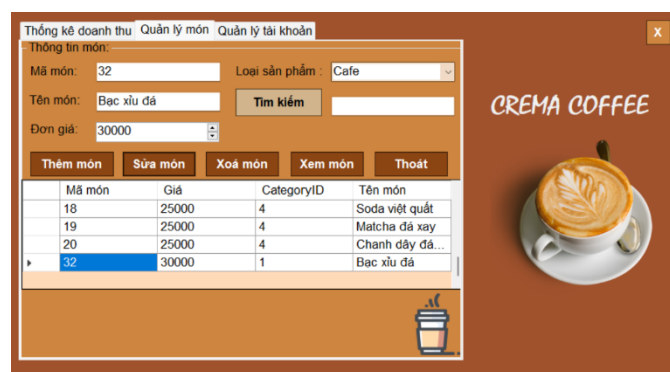 Thống kê doanh thu Quản lý món Quản lý tài khoản
X
Thông tin món:
Mã món: 32 Loại sản phẩm : Cafe
Tên món: Bạc xỉu đá Tìm kiếm
Đơn giá: 30000
Thêm món Sửa món Xoá món Xem món Thoát
Mã món Giá CategoryID Tên món
18 25000 4 Soda việt quất
19 25000 4 Matcha đá xay
20 25000 4 Chanh dây đá...
32 30000 1 Bạc xỉu đá
CREMA COFFEE